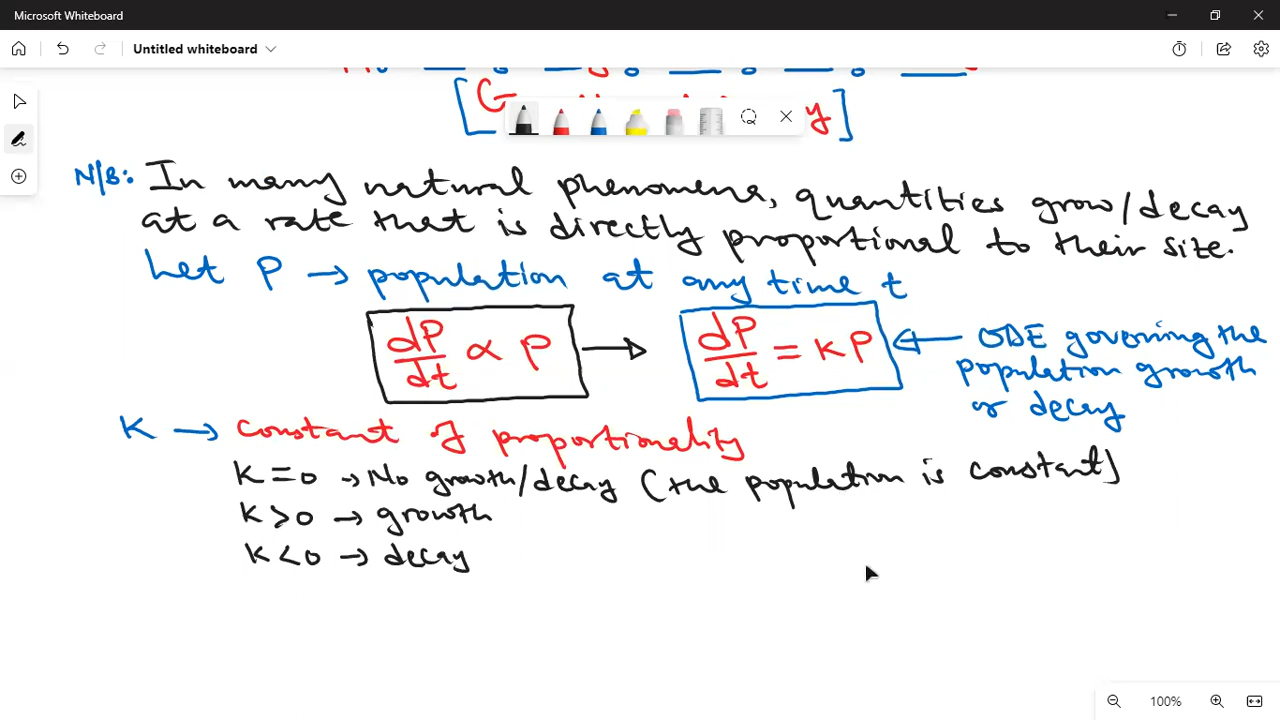 Microsoft Whiteboard
Untitled whiteboard
N/B: In many natural phenomena, quantities grow/decay
at a rate that is directly proportional to their site.
Let P → population at any time t
dP/dt ∝ P → dP/dt = KP ← ODE governing the
population growth
or decay
K → Constant of proportionality
K = 0 → No growth/decay (the population is constant)
K > 0 → growth
K < 0 → decay
100%